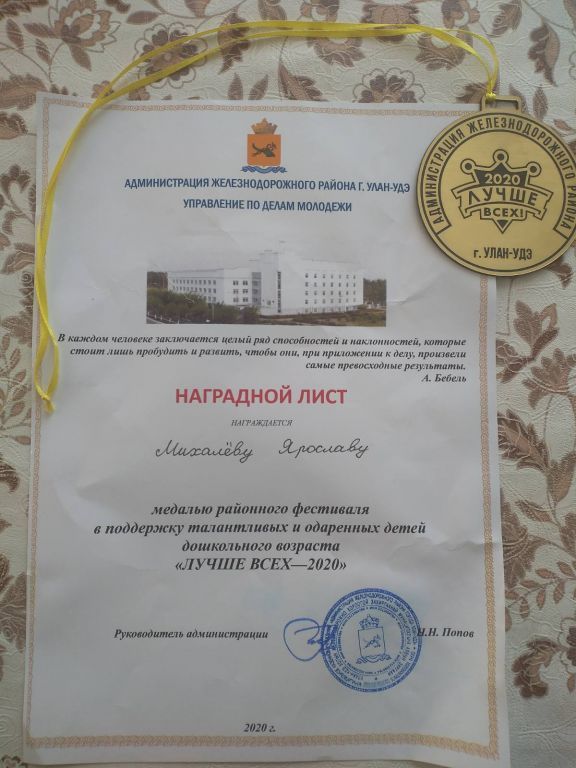 АДМИНИСТРАЦИЯ ЖЕЛЕЗНОДОРОЖНОГО РАЙОНА Г. УЛАН-УДЭ
УПРАВЛЕНИЕ ПО ДЕЛАМ МОЛОДЕЖИ
АДМИНИСТРАЦИЯ ЖЕЛЕЗНОДОРОЖНОГО РАЙОНА
2020
ЛУЧШЕ
ВСЕХ!
г. УЛАН-УДЭ
В каждом человеке заключается целый ряд способностей и наклонностей, которые
стоит лишь пробудить и развить, чтобы они, при приложении к делу, произвели
самые превосходные результаты.
А. Бебель
НАГРАДНОЙ ЛИСТ
НАГРАЖДАЕТСЯ
Михалёву Ярославу
медалью районного фестиваля
в поддержку талантливых и одаренных детей
дошкольного возраста
«ЛУЧШЕ ВСЕХ—2020»
Руководитель администрации
Н.Н. Попов
2020 г.